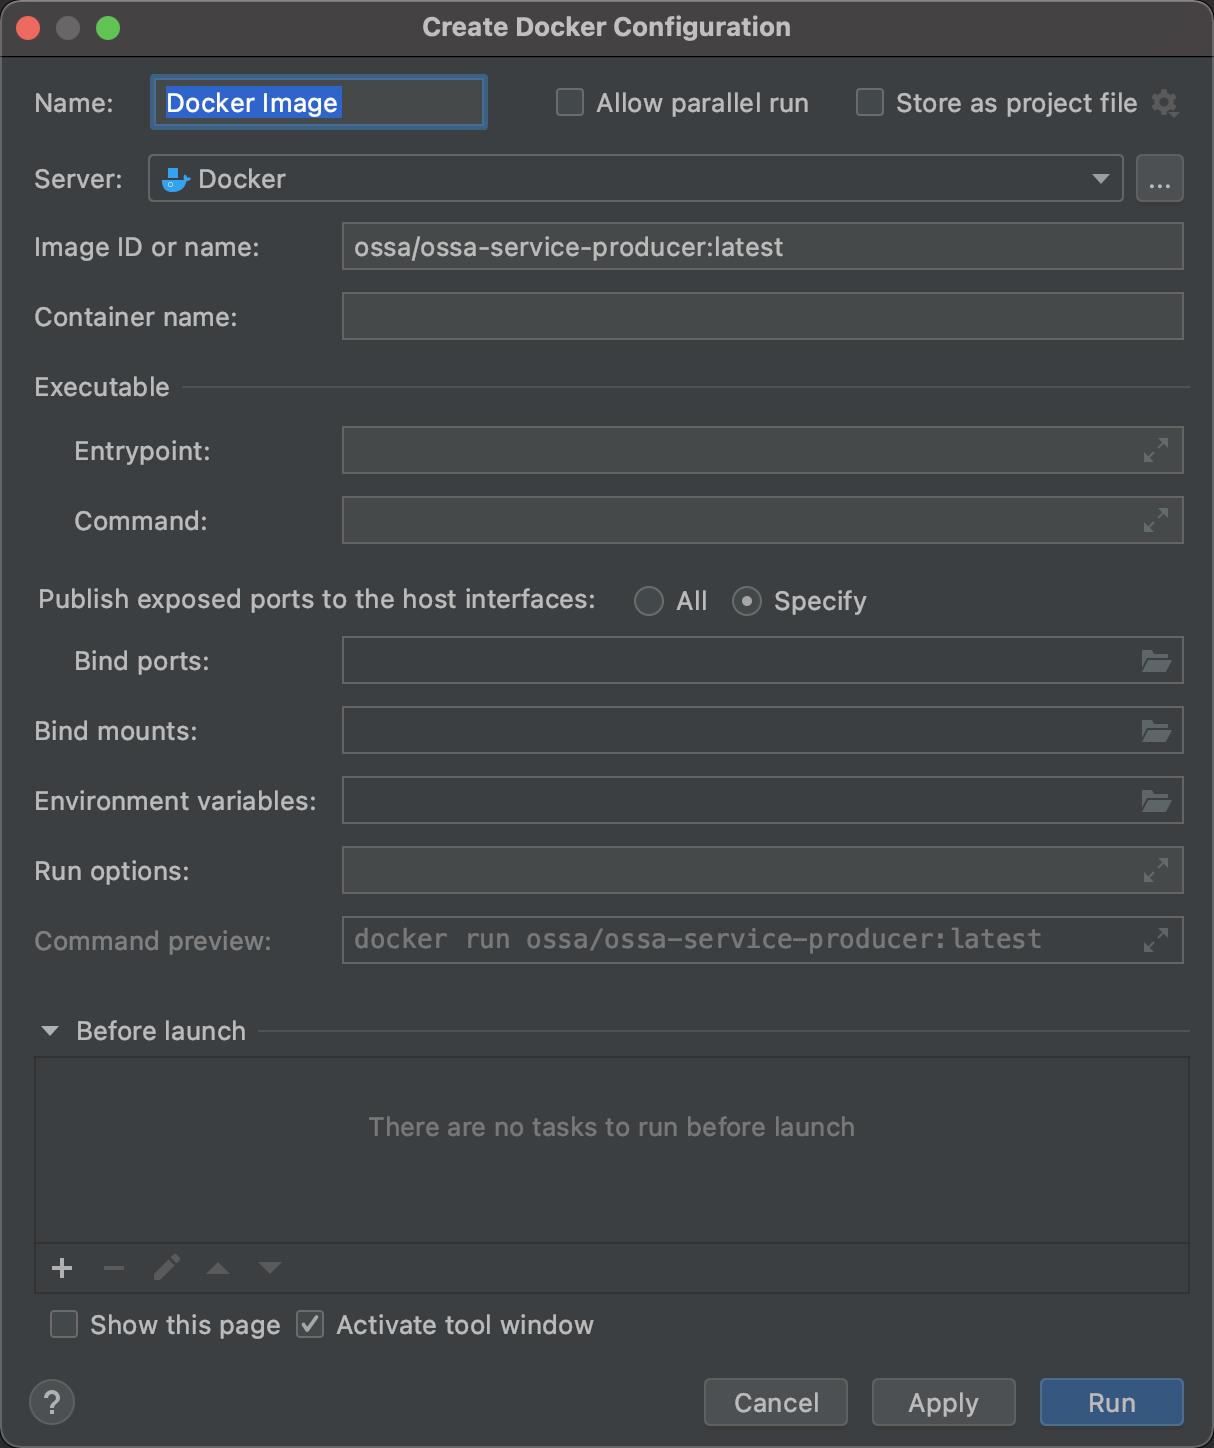 Create Docker Configuration
Name: Docker Image Allow parallel run Store as project file
Server: Docker ...
Image ID or name: ossa/ossa-service-producer:latest
Container name:
Executable
Entrypoint:
Command:
Publish exposed ports to the host interfaces: All Specify
Bind ports:
Bind mounts:
Environment variables:
Run options:
Command preview: docker run ossa/ossa-service-producer:latest
Before launch
There are no tasks to run before launch
Show this page Activate tool window
? Cancel Apply Run